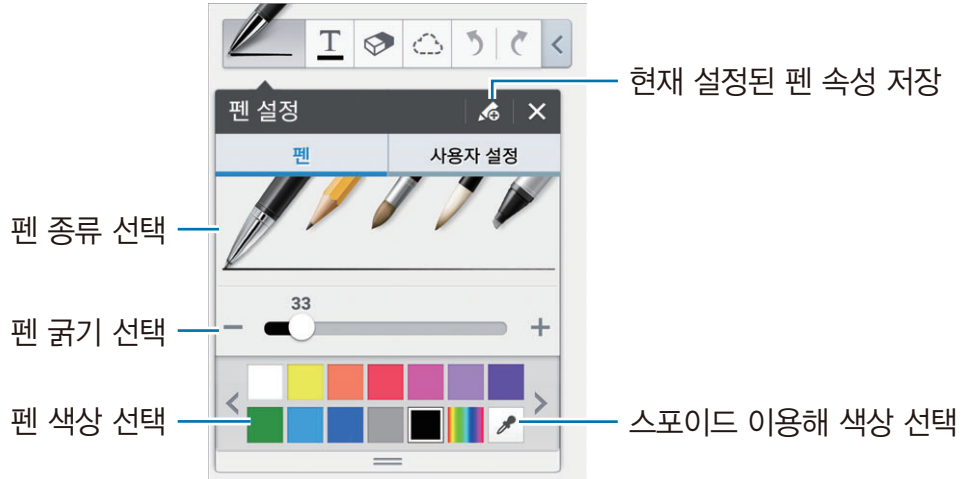 T
현재 설정된 펜 속성 저장
펜 설정
펜
사용자 설정
펜 종류 선택
33
펜 굵기 선택
펜 색상 선택
스포이드 이용해 색상 선택